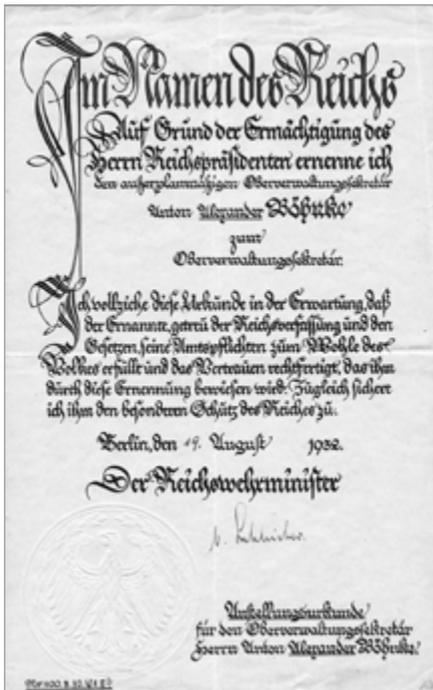 Im Namen des Reichs
Auf Grund der Ermächtigung des
Herrn Reichspräsidenten ernenne ich
den außerplanmäßigen Oberverwaltungssekretär
Anton Alexander Böhnke
zum
Oberverwaltungssekretär.
Ich vollziehe diese Urkunde in der Erwartung, daß
der Ernannte, getreu der Reichsverfassung und den
Gesetzen, seine Amtspflichten zum Wohle des
Volkes erfüllt und das Vertrauen rechtfertigt, das ihm
durch diese Ernennung bewiesen wird. Zugleich sichere
ich ihm den besonderen Schutz des Reiches zu.
Berlin, den 19. August 1932.
Der Reichswehrminister
v. Schleicher.
Anstellungsurkunde
für den Oberverwaltungssekretär
Herrn Anton Alexander Böhnke.